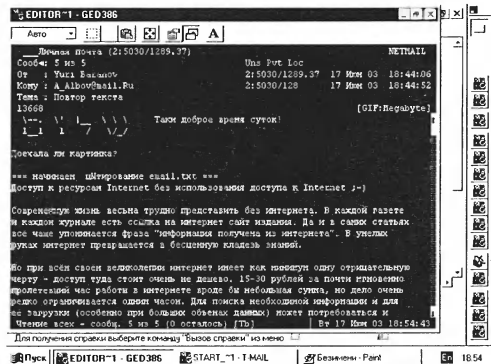 EDITOR~1 - GED386
Авто
A
Личная почта (2:5030/1289.37) NETMAIL
Сооб#: 5 из 5 Uns Pvt Loc
От : Yuri Baranov 2:5030/1289.37 17 Июн 03 18:44:06
Кому : A_Albov@mail.Ru 2:5030/128 17 Июн 03 18:44:52
Тема : Повтор текста
13668 [GIF:Megabyte]
Таки доброе время суток!
Доехала ли картинка?
=== начинаем цЫтирование email.txt ===
Доступ к ресурсам Internet без использования доступа к Internet ;-)
Современную жизнь весьма трудно представить без интернета. В каждой газете
и каждом журнале есть ссылка на интернет сайт издания. Да и в самих статьях
всё чаще упоминается фраза "информация получена из интернета". В умелых
руках интернет превращается в бесценную кладезь знаний.
Но при всём своем великолепии интернет имеет как минимум одну отрицательную
черту - доступ туда стоит очень не дешево. 15-30 рублей за почти мгновенно
пролетевший час работы в интернете вроде бы небольшая сумма, но дело очень
редко ограничивается одним часом. Для поиска необходимой информации и для
её загрузки (особенно при больших объемах данных) может потребоваться и
Чтение всех - сообщ. 5 из 5 (0 осталось) [Tb] Вт 17 Июн 03 18:54:43
Для получения справки выберите команду "Вызов справки" из меню
Пуск EDITOR~1 - GED386 START_~1 - T-MAIL Безимени - Paint En 18:54